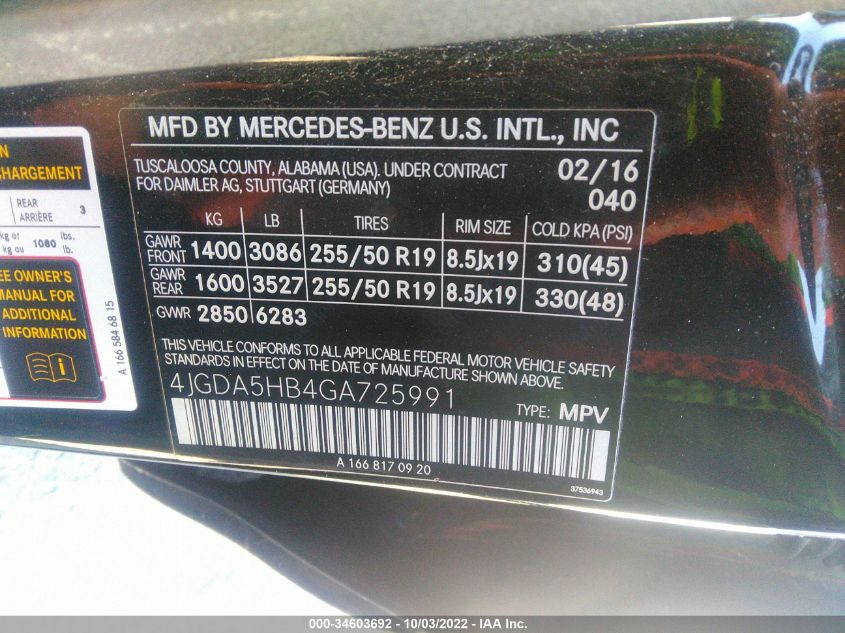 N
CHARGEMENT
REAR
ARRIÈRE 3
kg or lbs.
kg ou 1080 lb.
EE OWNER'S
MANUAL FOR
ADDITIONAL
INFORMATION
A 166 584 68 15
MFD BY MERCEDES-BENZ U.S. INTL., INC
TUSCALOOSA COUNTY, ALABAMA (USA). UNDER CONTRACT 02/16
FOR DAIMLER AG, STUTTGART (GERMANY) 040
KG LB TIRES RIM SIZE COLD KPA (PSI)
GAWR FRONT 1400 3086 255/50 R19 8.5Jx19 310(45)
GAWR REAR 1600 3527 255/50 R19 8.5Jx19 330(48)
GVWR 2850 6283
THIS VEHICLE CONFORMS TO ALL APPLICABLE FEDERAL MOTOR VEHICLE SAFETY
STANDARDS IN EFFECT ON THE DATE OF MANUFACTURE SHOWN ABOVE.
4JGDA5HB4GA725991 TYPE: MPV
A 166 817 09 20
37536943
000-34603692 - 10/03/2022 - IAA Inc.